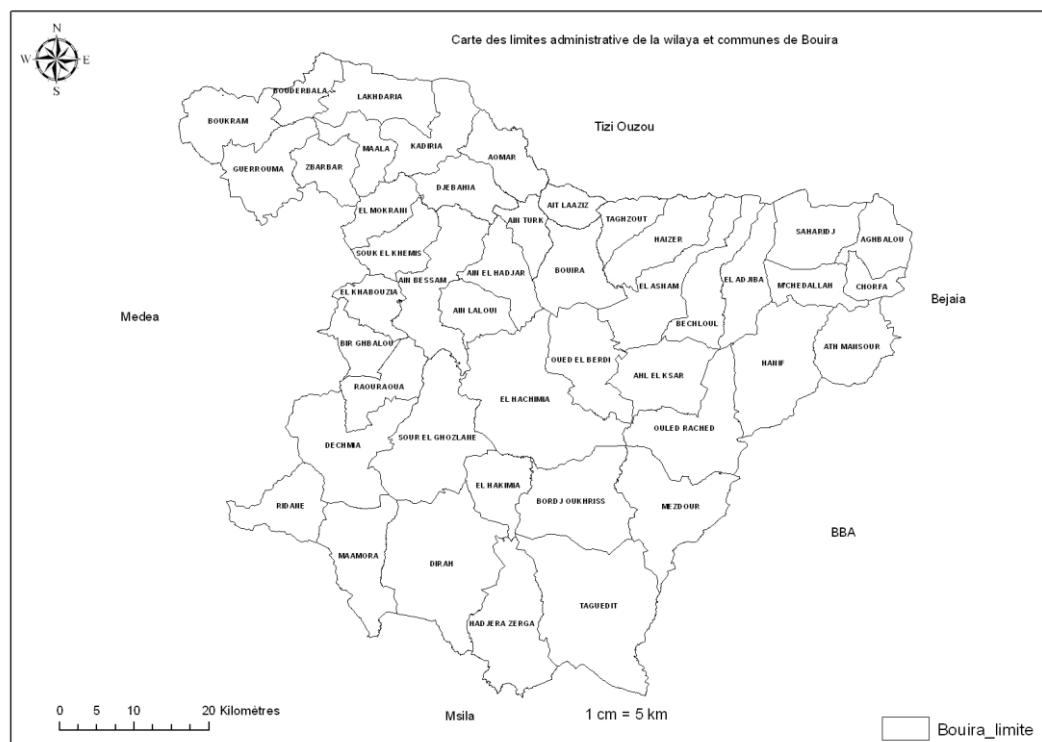 Carte des limites administrative de la wilaya et communes de Bouira
N
W
E
S
BOUDERBALA
LAKHDARIA
BOUKRAM
Tizi Ouzou
MAALA
KADIRIA
AOMAR
GUERROUMA
ZBARBAR
DJEBAHIA
EL MOKRANI
AIT LAAZIZ
AIN TURK
TAGHZOUT
SAHARIDJ
AGHBALOU
HAIZER
SOUK EL KHEMIS
AIN BESSAM
AIN EL HADJAR
BOUIRA
EL ADJIBA
M'CHEDALLAH
CHORFA
EL KHABOUZIA
EL ASHAM
Bejaia
Medea
AIN LALOUI
BECHLOUL
BIR GHBALOU
ATH MANSOUR
OUED EL BERDI
HANIF
AHL EL KSAR
RAOURAOUA
EL HACHIMIA
OULED RACHED
DECHMIA
SOUR EL GHOZLANE
EL HAKIMIA
BORDJ OUKHRISS
MEZDOUR
RIDANE
BBA
MAAMORA
DIRAH
TAGUEDIT
HADJERA ZERGA
0 5 10 20 Kilomètres
Msila
1 cm = 5 km
Bouira_limite